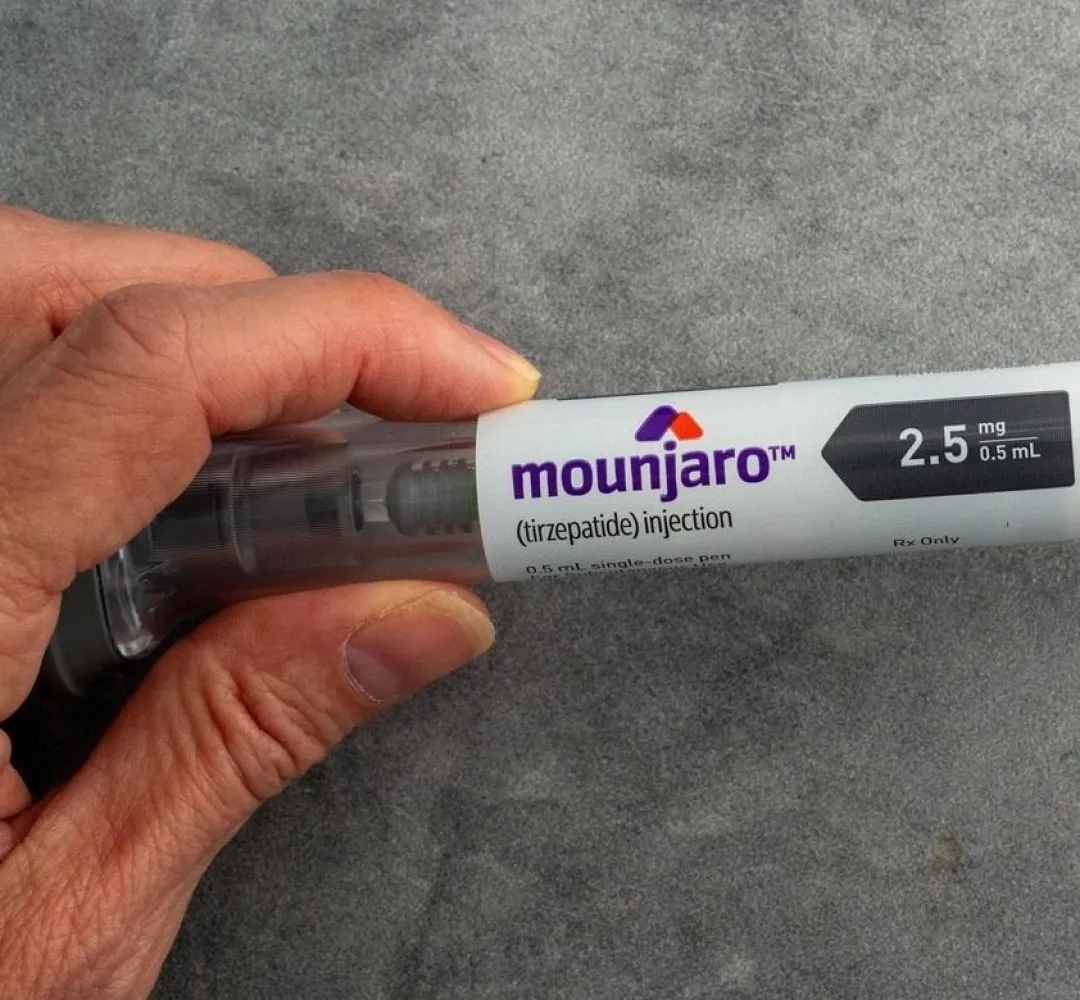 mounjaro™
(tirzepatide) injection
0.5 mL single-dose pen
2.5 mg
0.5 mL
Rx Only